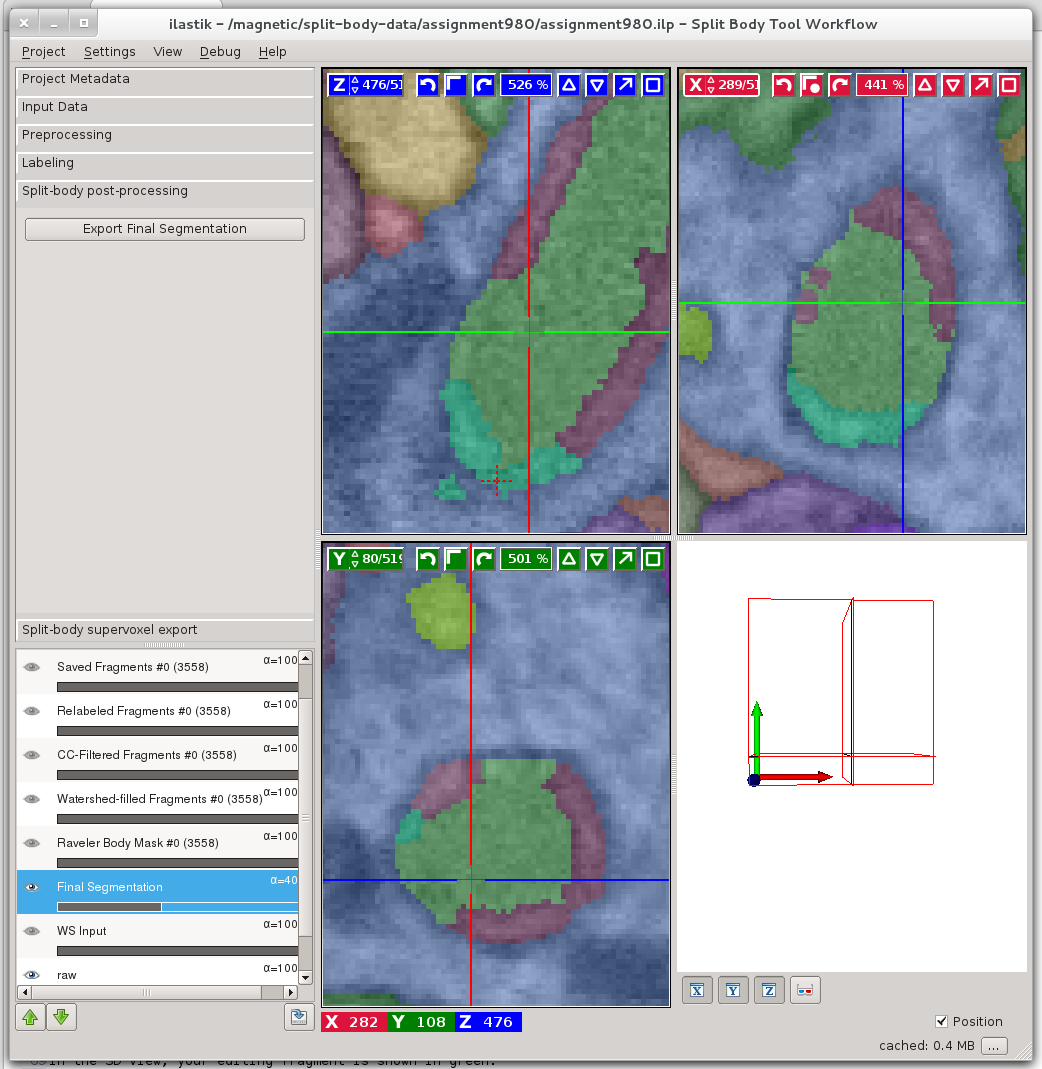 ilastik – /magnetic/split-body-data/assignment980/assignment980.ilp – Split Body Tool Workflow
Project Settings View Debug Help
Project Metadata
Input Data
Preprocessing
Labeling
Split-body post-processing
Export Final Segmentation
Split-body supervoxel export
Saved Fragments #0 (3558) α=100
Relabeled Fragments #0 (3558) α=100
CC-Filtered Fragments #0 (3558) α=100
Watershed-filled Fragments #0 (3558) α=100
Raveler Body Mask #0 (3558) α=100
Final Segmentation α=40
WS Input α=100
raw α=100
Z 476/51 526 %
X 289/51 441 %
Y 80/519 501 %
X 282 Y 108 Z 476
X Y Z
Position
cached: 0.4 MB ...
in the 3D view, your editing fragment is shown in green.